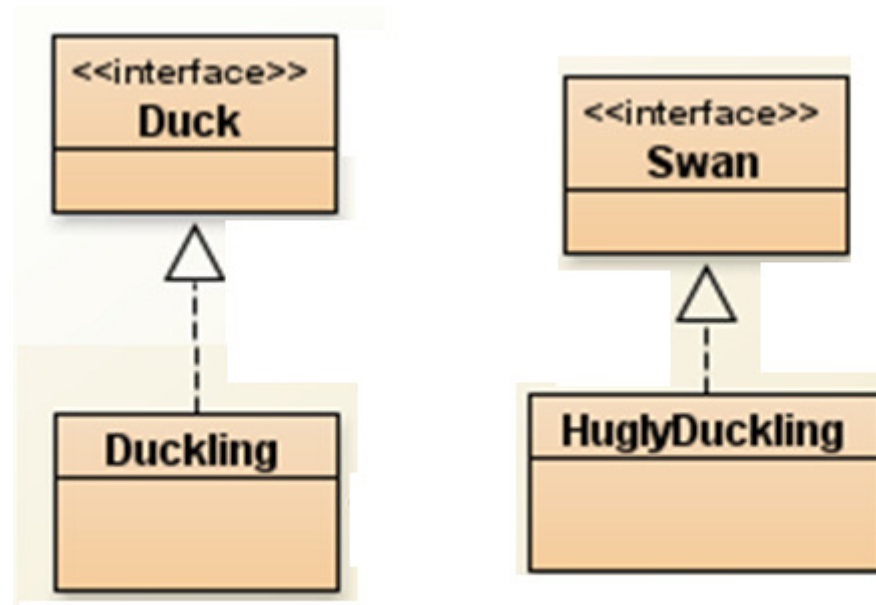 <<interface>>
Duck
<<interface>>
Swan
Duckling
HuglyDuckling